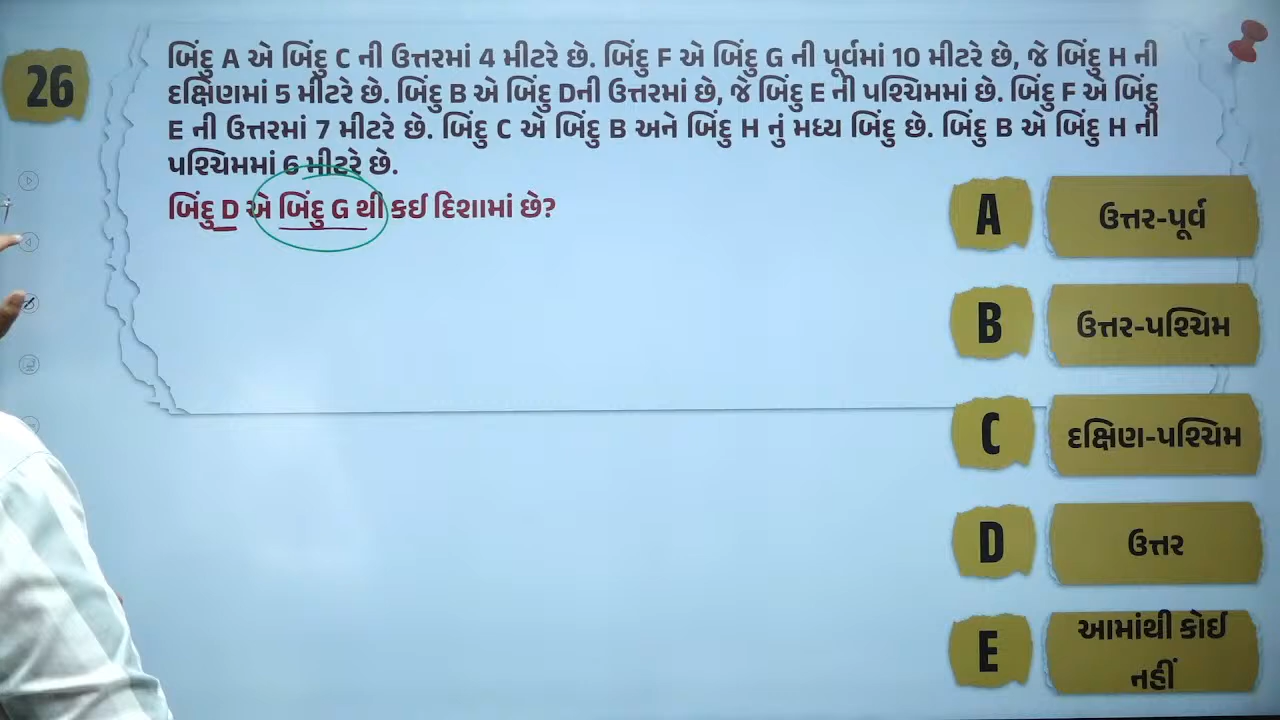 26
બિંદુ A એ બિંદુ C ની ઉત્તરમાં 4 મીટરે છે. બિંદુ F એ બિંદુ G ની પૂર્વમાં 10 મીટરે છે, જે બિંદુ H ની
દક્ષિણમાં 5 મીટરે છે. બિંદુ B એ બિંદુ Dની ઉત્તરમાં છે, જે બિંદુ E ની પશ્ચિમમાં છે. બિંદુ F એ બિંદુ
E ની ઉત્તરમાં 7 મીટરે છે. બિંદુ C એ બિંદુ B અને બિંદુ H નું મધ્ય બિંદુ છે. બિંદુ B એ બિંદુ H ની
પશ્ચિમમાં 6 મીટરે છે.
બિંદુ D એ બિંદુ G થી કઈ દિશામાં છે?
A ઉત્તર-પૂર્વ
B ઉત્તર-પશ્ચિમ
C દક્ષિણ-પશ્ચિમ
D ઉત્તર
E આમાંથી કોઈ
નહીં